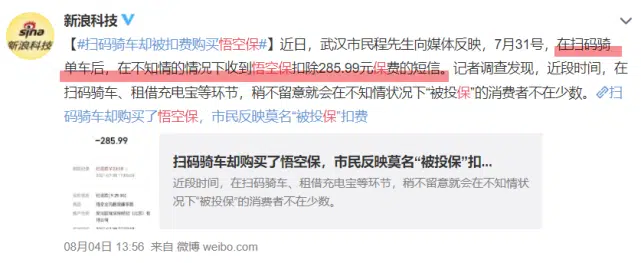 新浪科技
#扫码骑车却被扣费购买悟空保#】近日，武汉市民程先生向媒体反映，7月31号，在扫码骑
单车后，在不知情的情况下收到悟空保扣除285.99元保费的短信。记者调查发现，近段时间，在
扫码骑车、租借充电宝等环节，稍不留意就会在不知情状况下“被投保”的消费者不在少数。扫码
骑车却购买了悟空保，市民反映莫名“被投保”扣费
-285.99
扫码骑车却购买了悟空保，市民反映莫名“被投保”扣...
近段时间，在扫码骑车、租借充电宝等环节，稍不留意就会在不知情状
况下“被投保”的消费者不在少数。
08月04日 13:56 来自 微博 weibo.com
sina
新浪科技